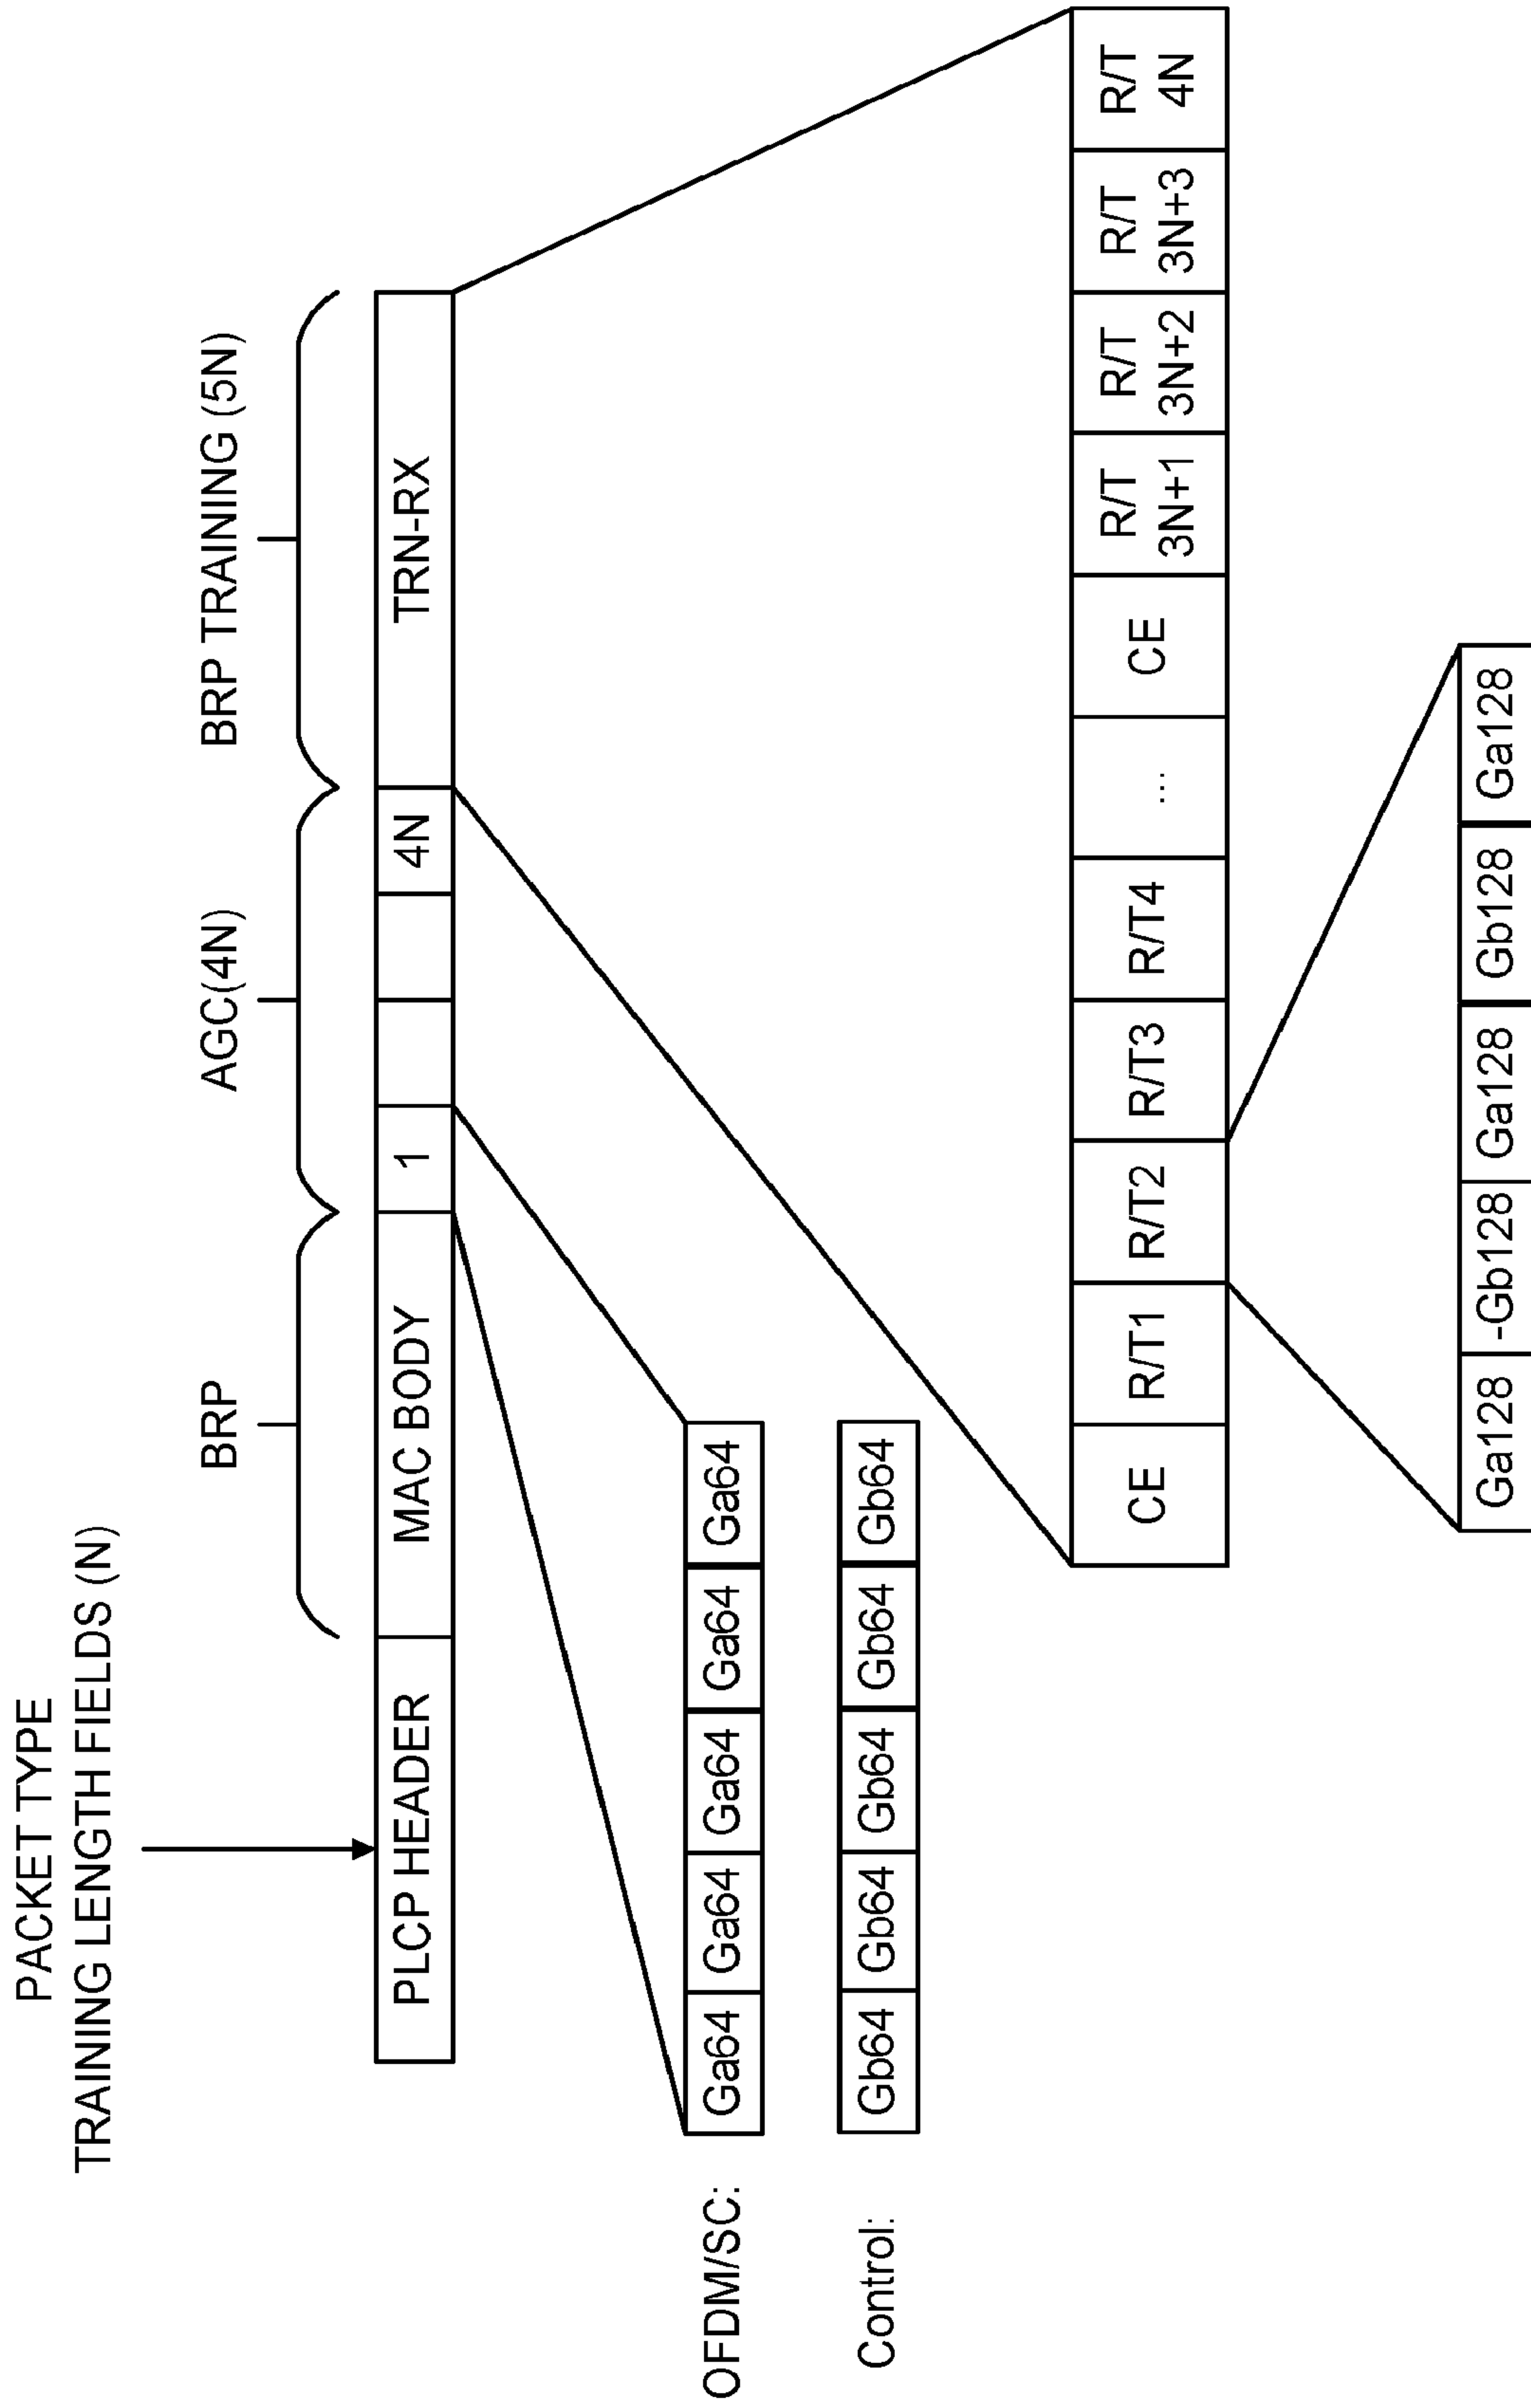 PACKET TYPE
TRAINING LENGTH FIELDS (N)
BRP
AGC(4N)
BRP TRAINING (5N)
PLCP HEADER
MAC BODY
1
4N
TRN-RX
OFDM/SC:
Ga64
Ga64
Ga64
Ga64
Ga64
Control:
Gb64
Gb64
Gb64
Gb64
Gb64
CE
R/T1
R/T2
R/T3
R/T4
...
CE
R/T
3N+1
R/T
3N+2
R/T
3N+3
R/T
4N
Ga128
-Gb128
Ga128
Gb128
Ga128